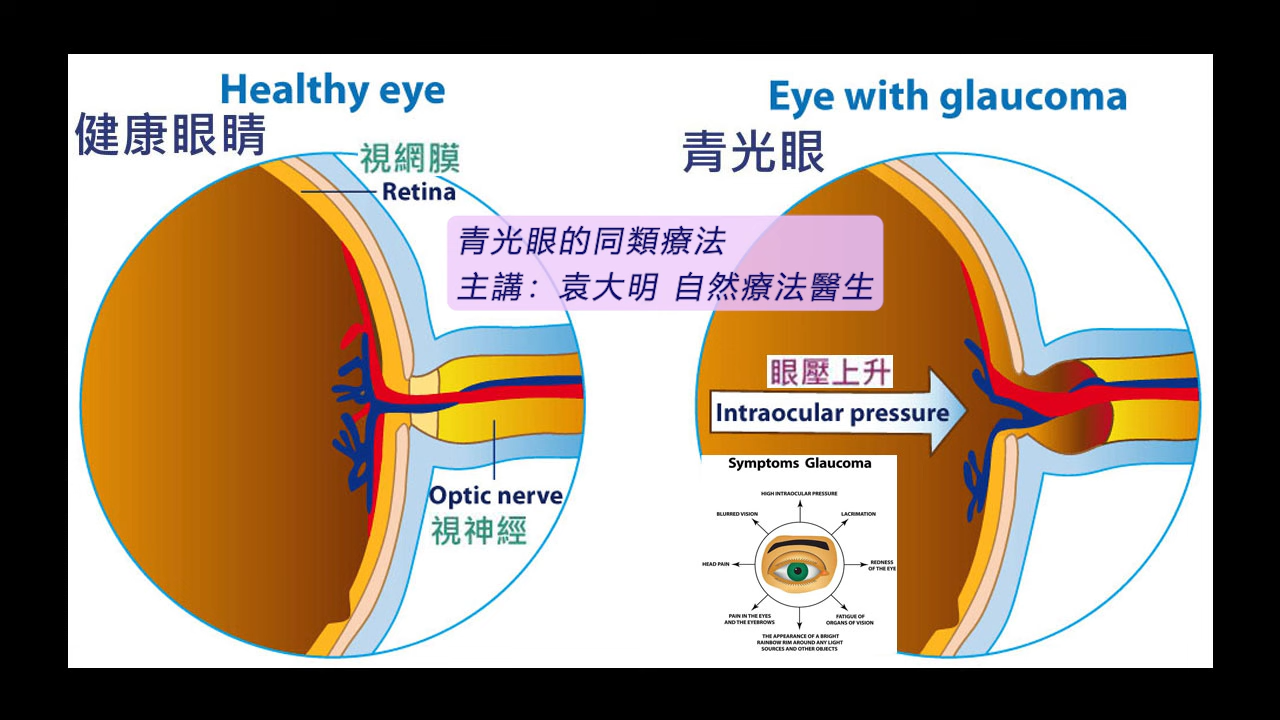 Healthy eye
健康眼睛
視網膜
Retina
Optic nerve
視神經
青光眼的同類療法
主講：袁大明 自然療法醫生
Eye with glaucoma
青光眼
眼壓上升
Intraocular pressure
Symptoms Glaucoma
HIGH INTRAOCULAR PRESSURE
BLURRED VISION
LACRIMATION
HEAD PAIN
REDNESS
OF THE EYE
PAIN IN THE EYES
AND THE EYEBROWS
FATIGUE OF
ORGANS OF VISION
THE APPEARANCE OF A BRIGHT
RAINBOW RIM AROUND ANY LIGHT
SOURCES AND OTHER OBJECTS